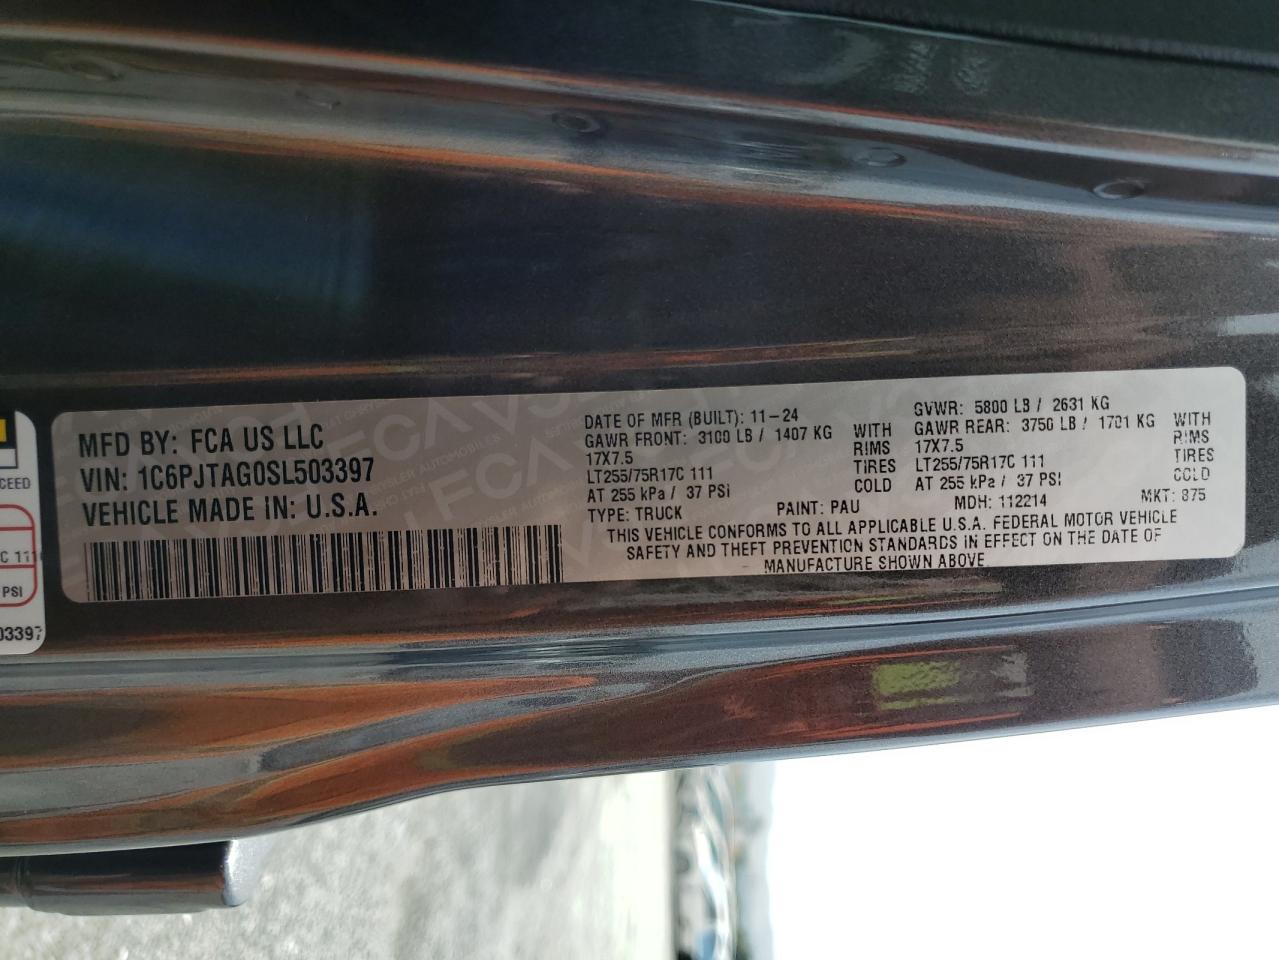 MFD BY: FCA US LLC
VIN: 1C6PJTAG0SL503397
VEHICLE MADE IN: U.S.A.
DATE OF MFR (BUILT): 11-24
GAWR FRONT: 3100 LB / 1407 KG WITH
17X7.5 RIMS
LT255/75R17C 111 TIRES
AT 255 kPa / 37 PSi COLD
TYPE: TRUCK PAINT: PAU
GVWR: 5800 LB / 2631 KG
GAWR REAR: 3750 LB / 1701 KG WITH
17X7.5 RIMS
LT255/75R17C 111 TIRES
AT 255 kPa / 37 PSI COLD
MDH: 112214 MKT: 875
THIS VEHICLE CONFORMS TO ALL APPLICABLE U.S.A. FEDERAL MOTOR VEHICLE
SAFETY AND THEFT PREVENTION STANDARDS IN EFFECT ON THE DATE OF
MANUFACTURE SHOWN ABOVE.
CEED
C 111
PSI
03397